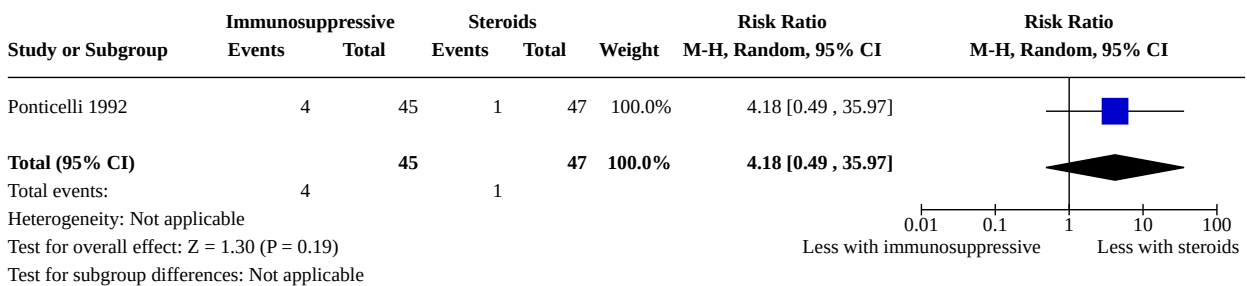 Immunosuppressive Steroids Risk Ratio Risk Ratio
Study or Subgroup Events Total Events Total Weight M-H, Random, 95% CI M-H, Random, 95% CI
Ponticelli 1992 4 45 1 47 100.0% 4.18 [0.49 , 35.97]
Total (95% CI) 45 47 100.0% 4.18 [0.49 , 35.97]
Total events: 4 1
Heterogeneity: Not applicable
0.01 0.1 1 10 100
Test for overall effect: Z = 1.30 (P = 0.19) Less with immunosuppressive Less with steroids
Test for subgroup differences: Not applicable